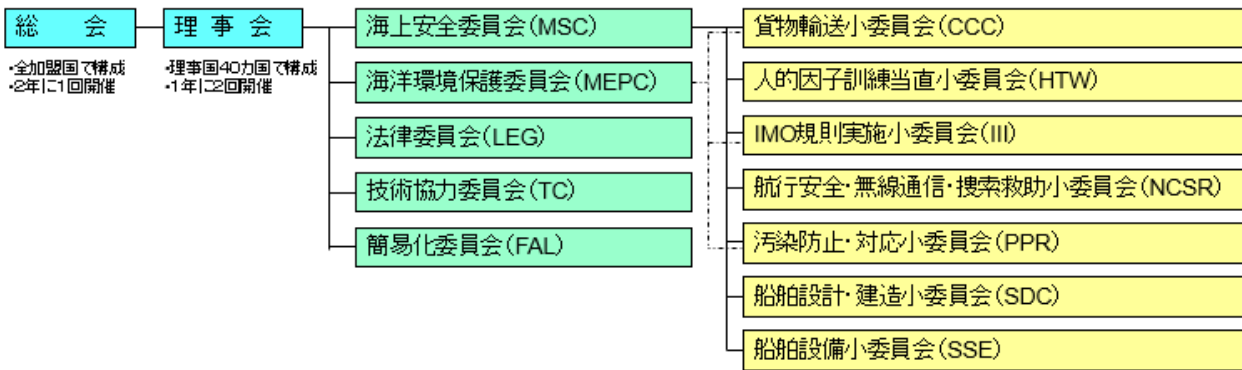 総　会
・全加盟国で構成
・2年に1回開催
理 事 会
・理事国40カ国で構成
・1年に2回開催
海上安全委員会(MSC)
海洋環境保護委員会(MEPC)
法律委員会(LEG)
技術協力委員会(TC)
簡易化委員会(FAL)
貨物輸送小委員会(CCC)
人的因子訓練当直小委員会(HTW)
IMO規則実施小委員会(III)
航行安全・無線通信・捜索救助小委員会(NCSR)
汚染防止・対応小委員会(PPR)
船舶設計・建造小委員会(SDC)
船舶設備小委員会(SSE)